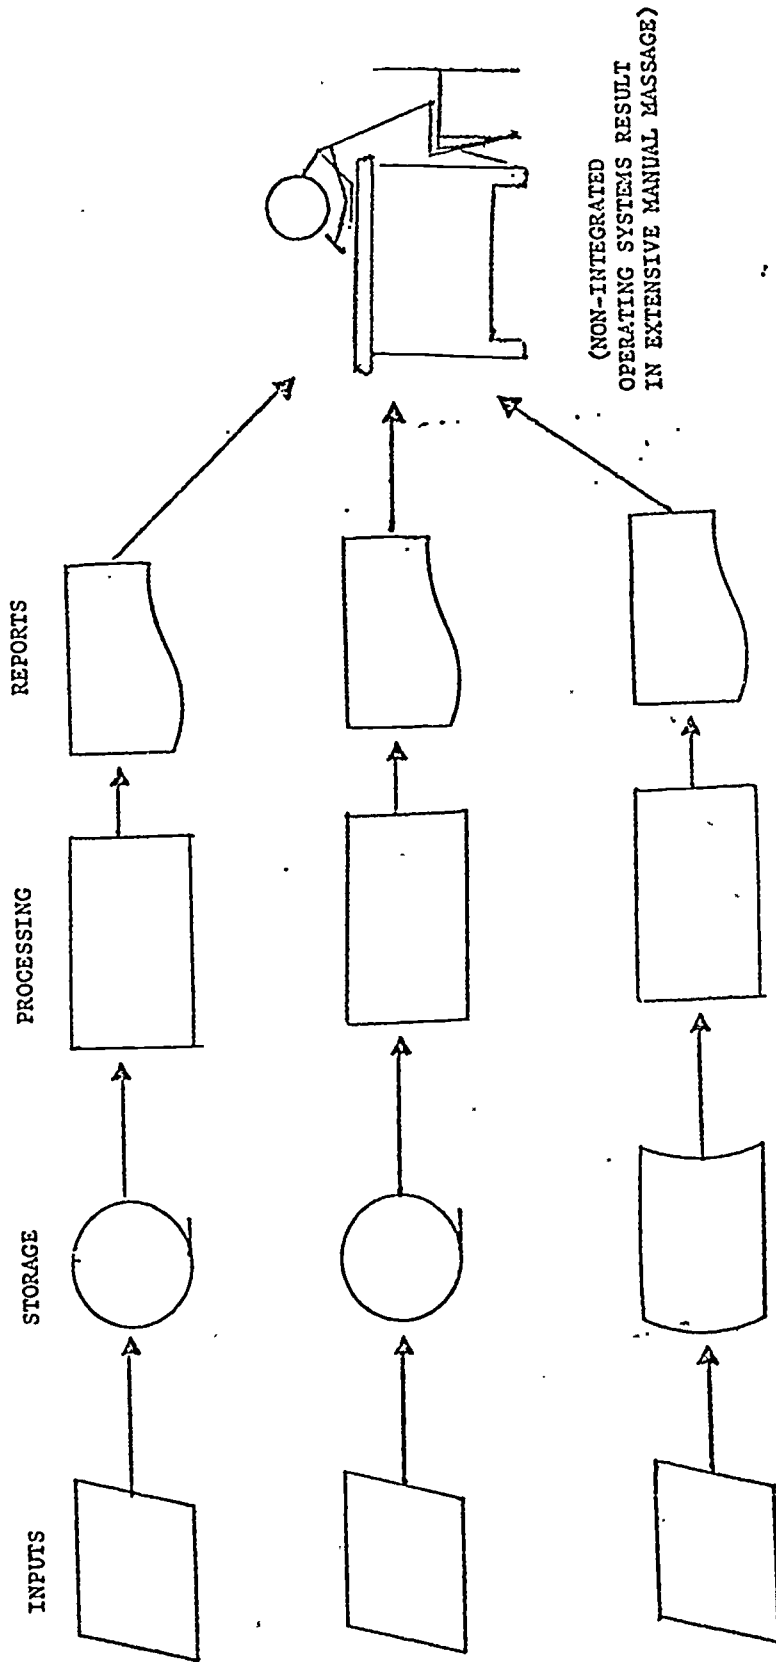 INPUTS
STORAGE
PROCESSING
REPORTS
(NON-INTEGRATED
OPERATING SYSTEMS RESULT
IN EXTENSIVE MANUAL MASSAGE)